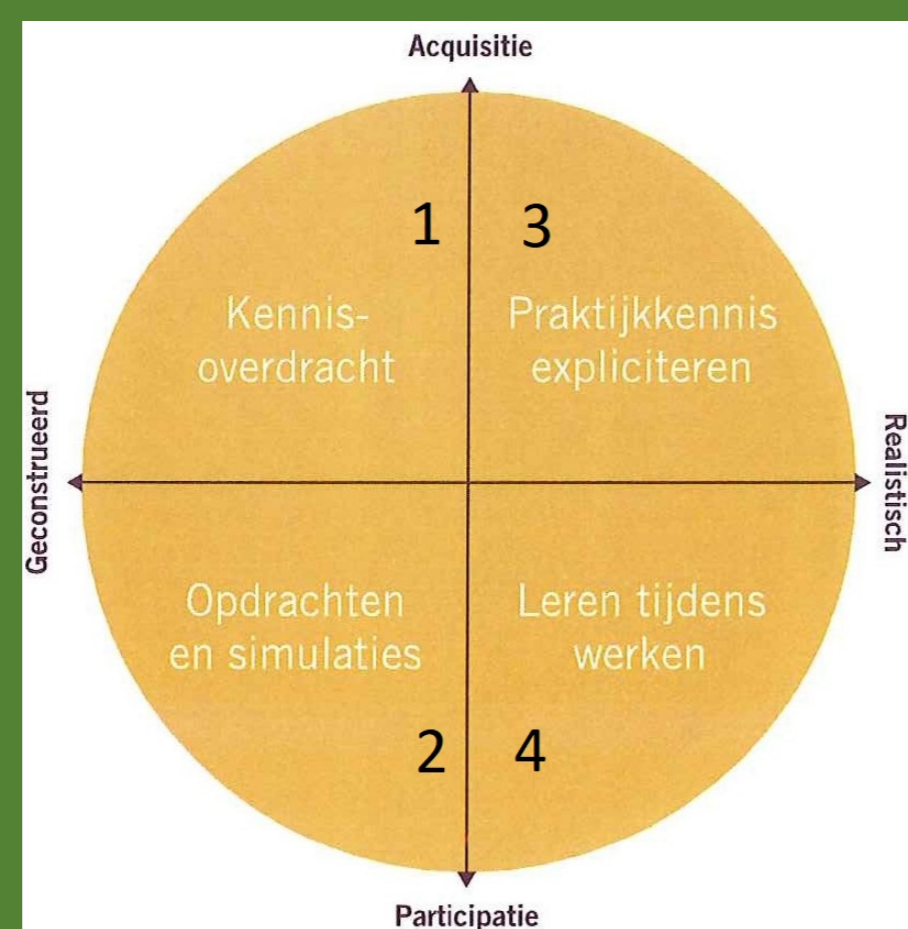 Acquisitie
1
3
Kennis-
overdracht
Praktijkkennis
expliciteren
Geconstrueerd
Realistisch
Opdrachten
en simulaties
Leren tijdens
werken
2
4
Participatie